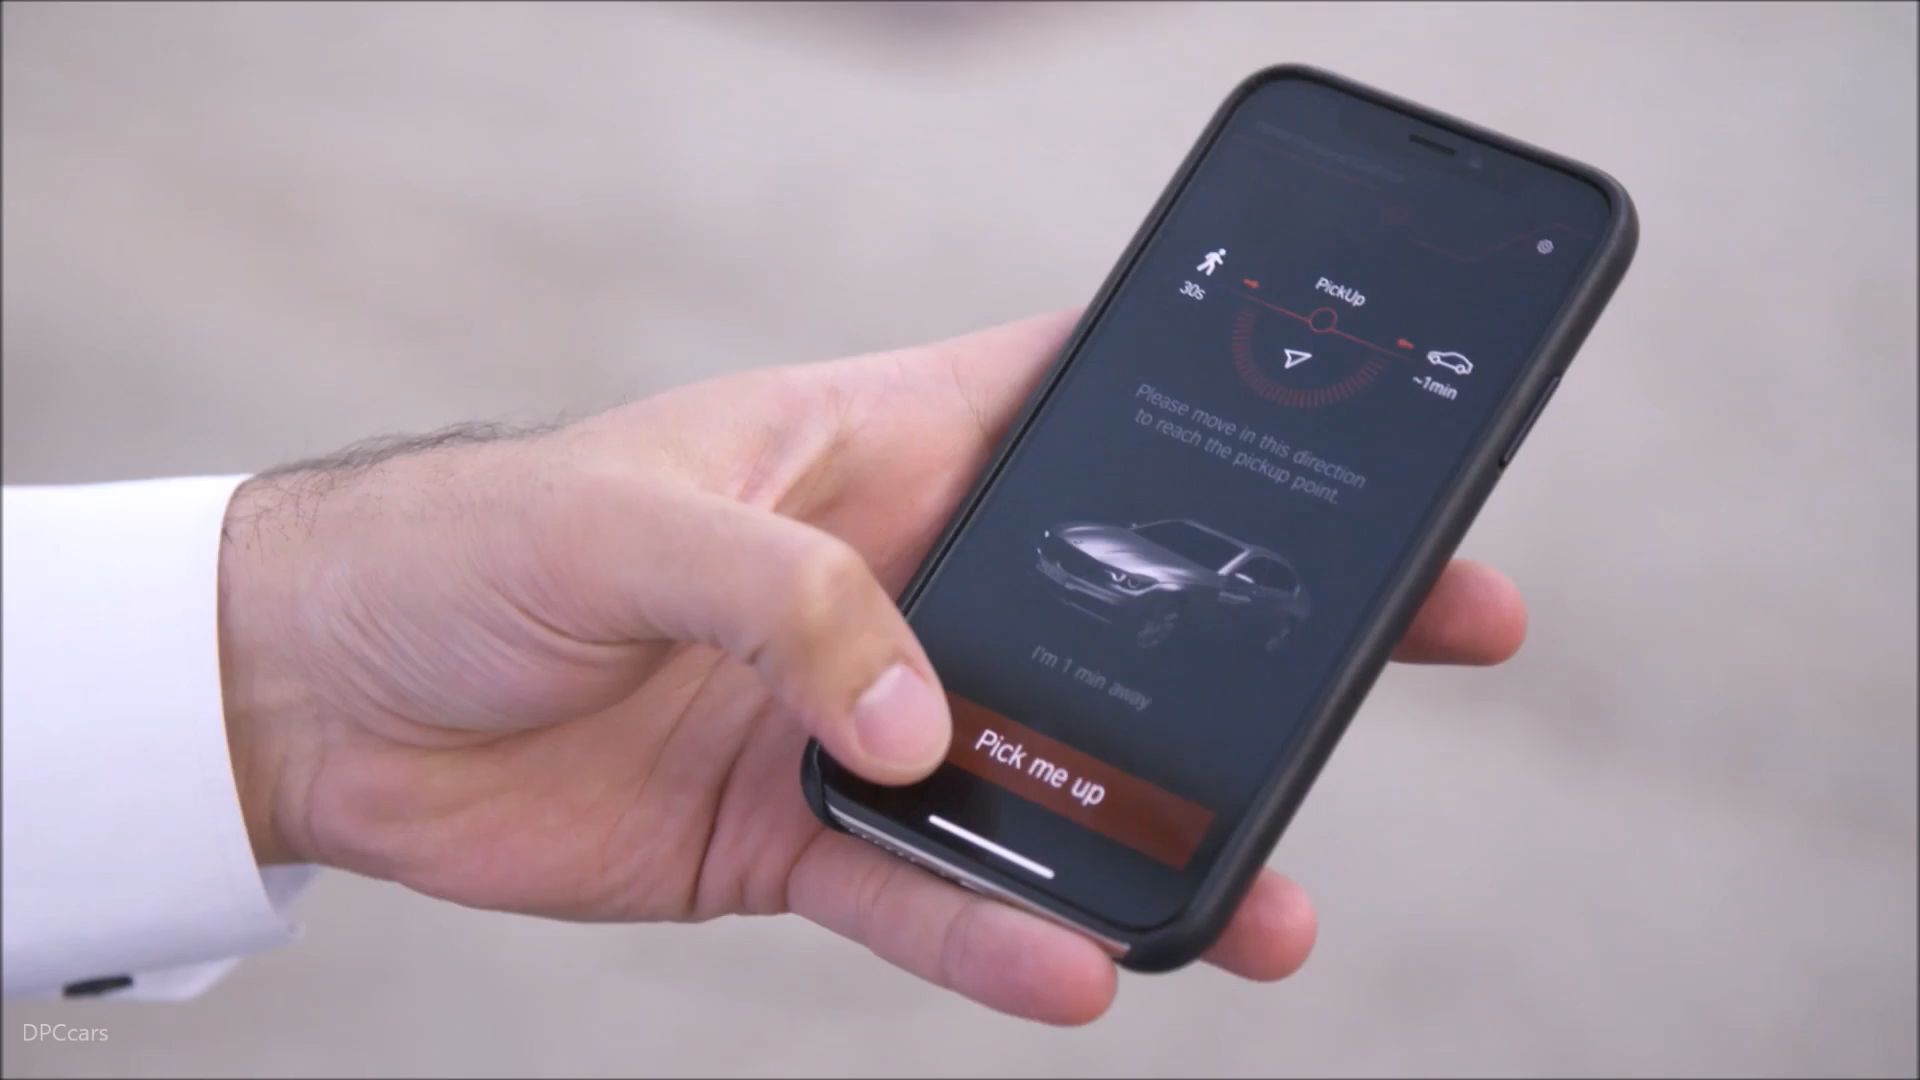 PickUp
30s
~1min
Please move in this direction
to reach the pickup point.
I'm 1 min away
Pick me up
DPCcars